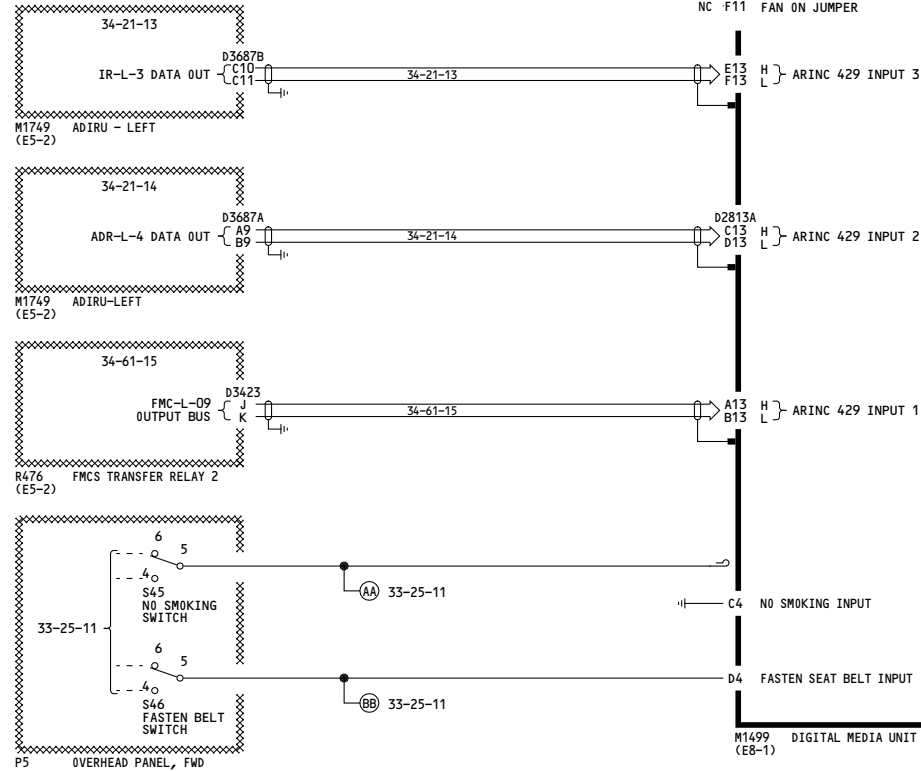 NC F11 FAN ON JUMPER
34-21-13
D3687B
IR-L-3 DATA OUT C10 34-21-13 E13 H ARINC 429 INPUT 3
C11 F13 L
M1749 ADIRU - LEFT
(E5-2)
34-21-14
D3687A D2813A
ADR-L-4 DATA OUT A9 34-21-14 C13 H ARINC 429 INPUT 2
B9 D13 L
M1749 ADIRU-LEFT
(E5-2)
34-61-15
D3423
FMC-L-09 J 34-61-15 A13 H ARINC 429 INPUT 1
OUTPUT BUS K B13 L
R476 FMCS TRANSFER RELAY 2
(E5-2)
6
5
4
AA 33-25-11
S45
NO SMOKING
SWITCH
C4 NO SMOKING INPUT
33-25-11
6
5
D4 FASTEN SEAT BELT INPUT
4
BB 33-25-11
S46
FASTEN BELT
SWITCH
P5 OVERHEAD PANEL, FWD
M1499 DIGITAL MEDIA UNIT
(E8-1)